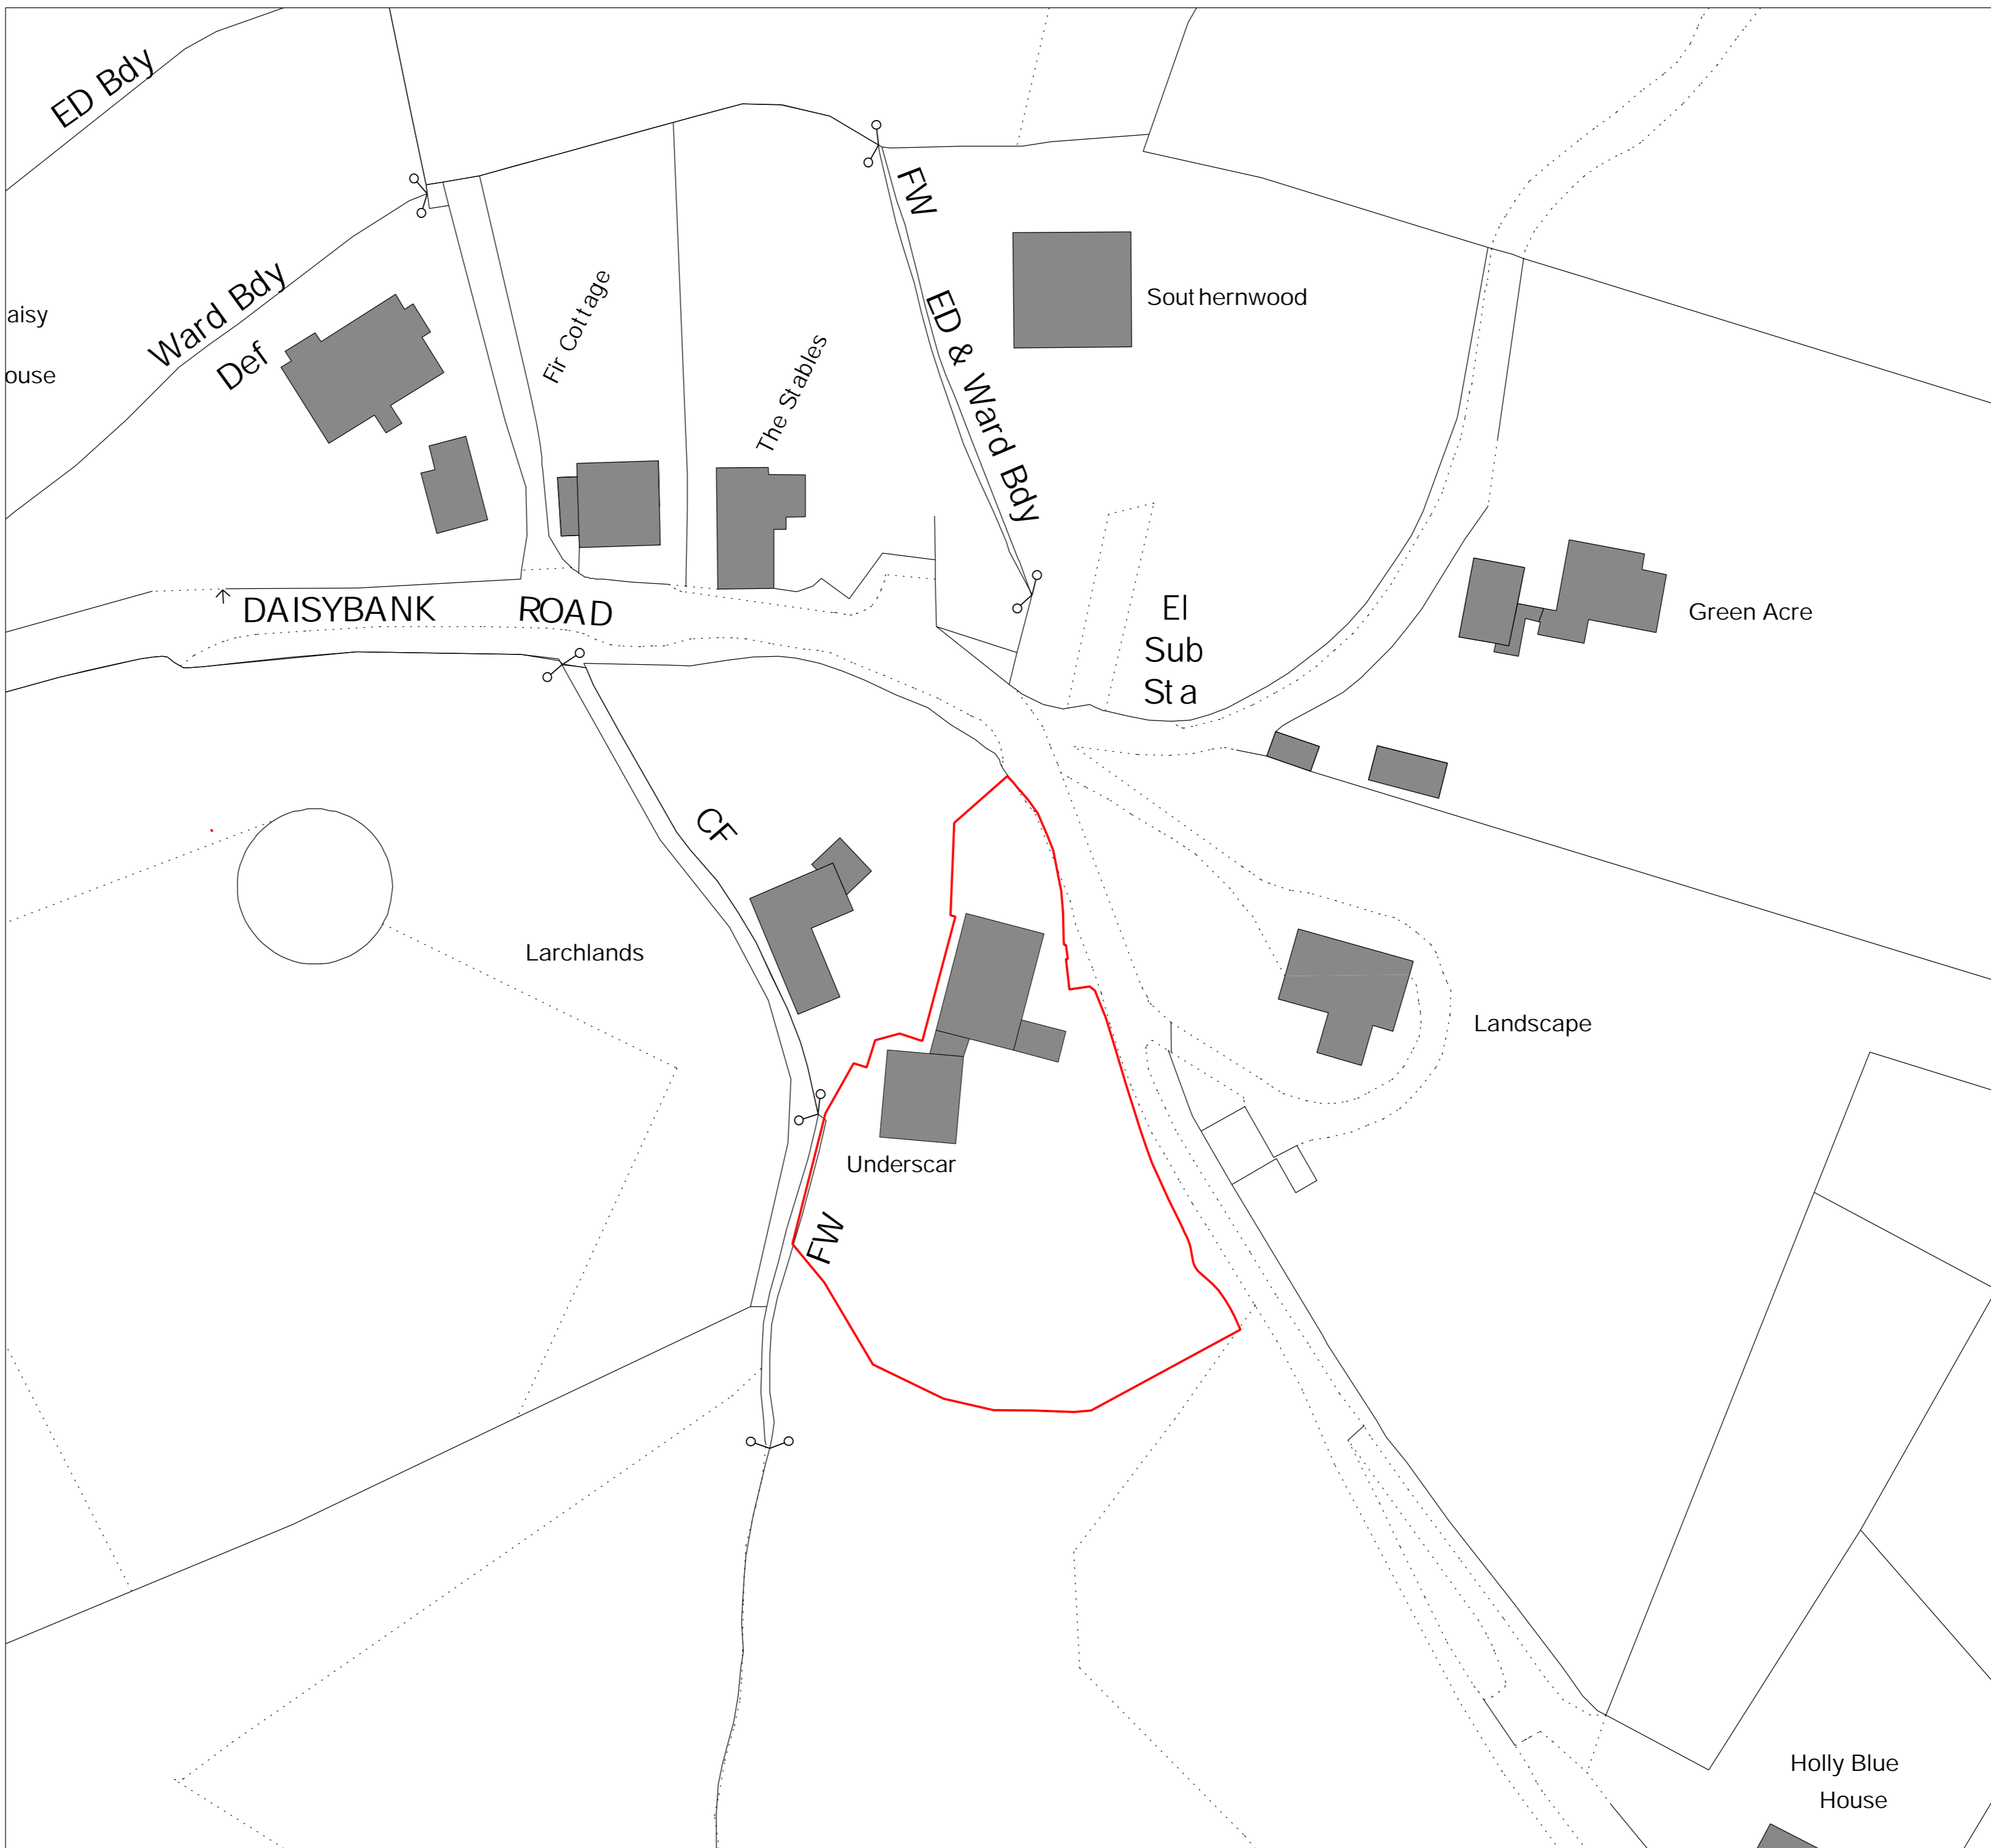 ED Bdy
Ward Bdy
Def
aisy
ouse
Fir Cottage
The Stables
FW
ED & Ward Bdy
Southernwood
DAISYBANK ROAD
El
Sub
Sta
Green Acre
CF
Larchlands
Landscape
Underscar
FW
Holly Blue
House